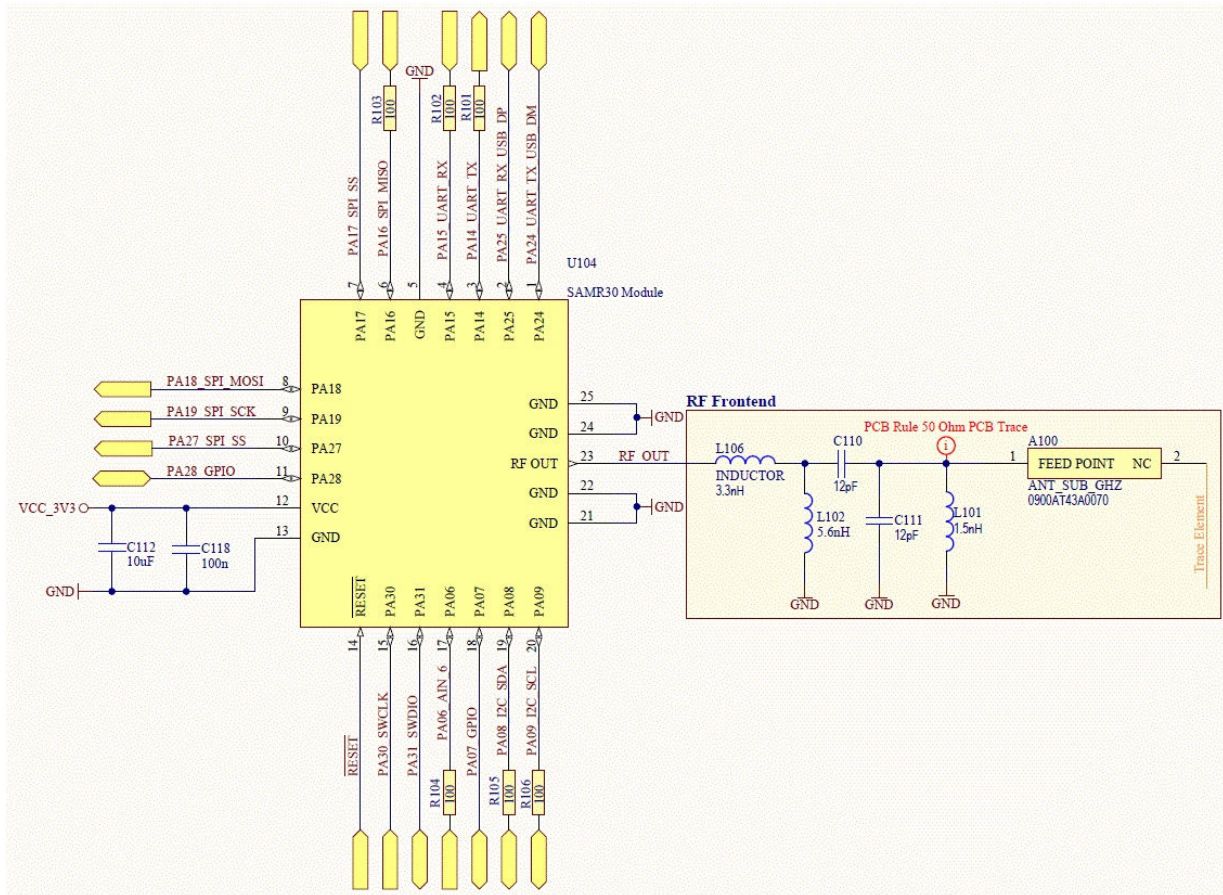 GND
R103
100
R102
100
R101
100
PA17_SPI_SS
PA16_SPI_MISO
PA15_UART_RX
PA14_UART_TX
PA25_UART_RX_USB_DP
PA24_UART_TX_USB_DM
U104
SAMR30 Module
7
6
5
4
3
2
1
PA17
PA16
GND
PA15
PA14
PA25
PA24
PA18_SPI_MOSI
8
PA18
PA19_SPI_SCK
9
PA19
PA27_SPI_SS
10
PA27
PA28_GPIO
11
PA28
VCC_3V3
12
VCC
13
GND
C112
10uF
C118
100n
GND
GND
25
GND
24
GND
RF OUT
23
RF_OUT
GND
22
GND
21
GND
RF Frontend
PCB Rule 50 Ohm PCB Trace
i
L106
INDUCTOR
3.3nH
C110
12pF
L102
5.6nH
C111
12pF
L101
1.5nH
GND
GND
GND
A100
1
FEED POINT
NC
2
ANT_SUB_GHZ
0900AT43A0070
Trace Element
RESET
PA30
PA31
PA06
PA07
PA08
PA09
14
15
16
17
18
19
20
RESET
PA30_SWCLK
PA31_SWDIO
PA06_AIN_6
PA07_GPIO
PA08_I2C_SDA
PA09_I2C_SCL
R104
100
R105
100
R106
100